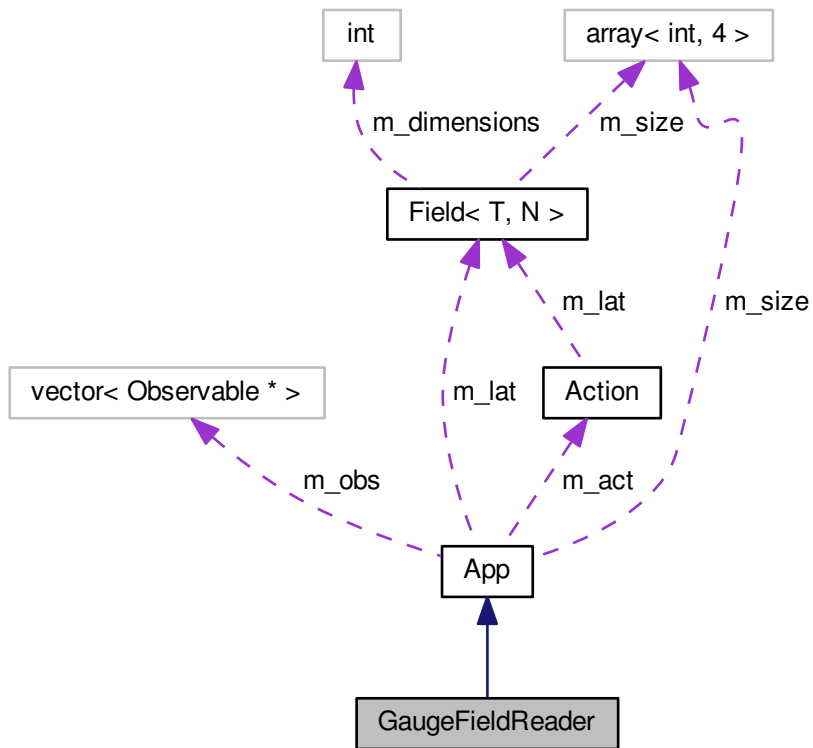 int
array< int, 4 >
m_dimensions
m_size
Field< T, N >
m_lat
m_size
vector< Observable * >
m_lat
Action
m_obs
m_act
App
GaugeFieldReader